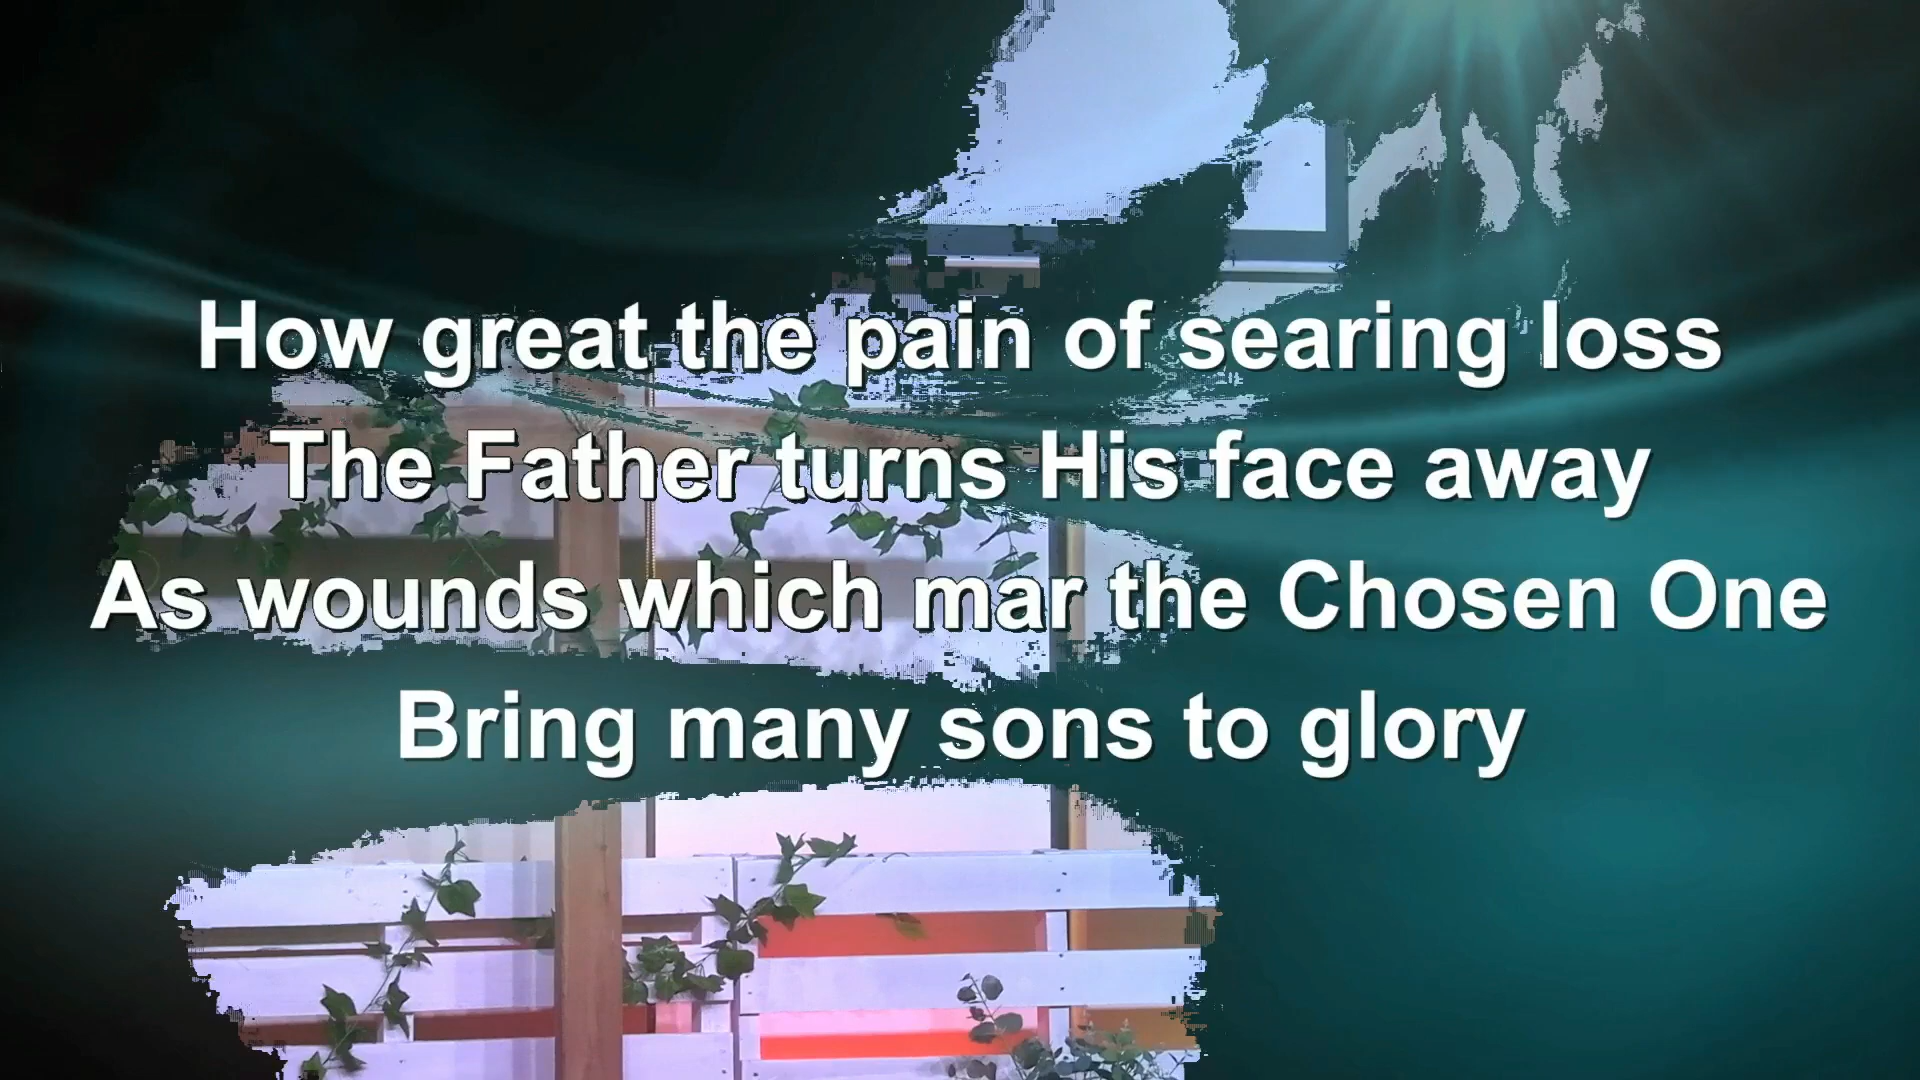 How great the pain of searing loss
The Father turns His face away
As wounds which mar the Chosen One
Bring many sons to glory